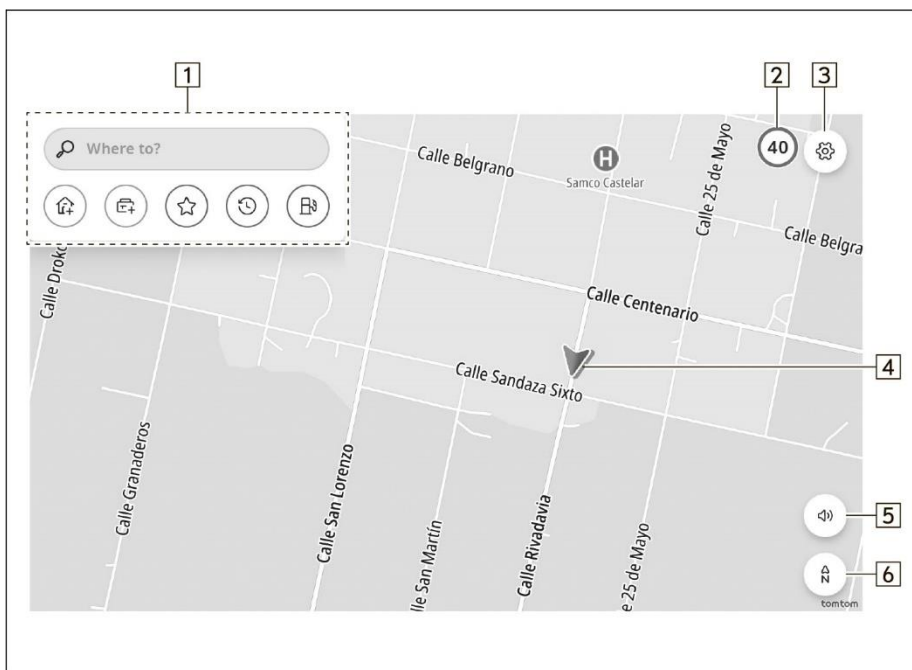 1
2
3
Where to?
40
Calle Belgrano
Samco Castelar
Calle 25 de Mayo
Calle Belgra
Calle Droko
Calle Centenario
4
Calle Sandaza Sixto
Calle Granaderos
Calle San Lorenzo
lle San Martín
Calle Rivadavia
e 25 de Mayo
5
N
6
tomtom